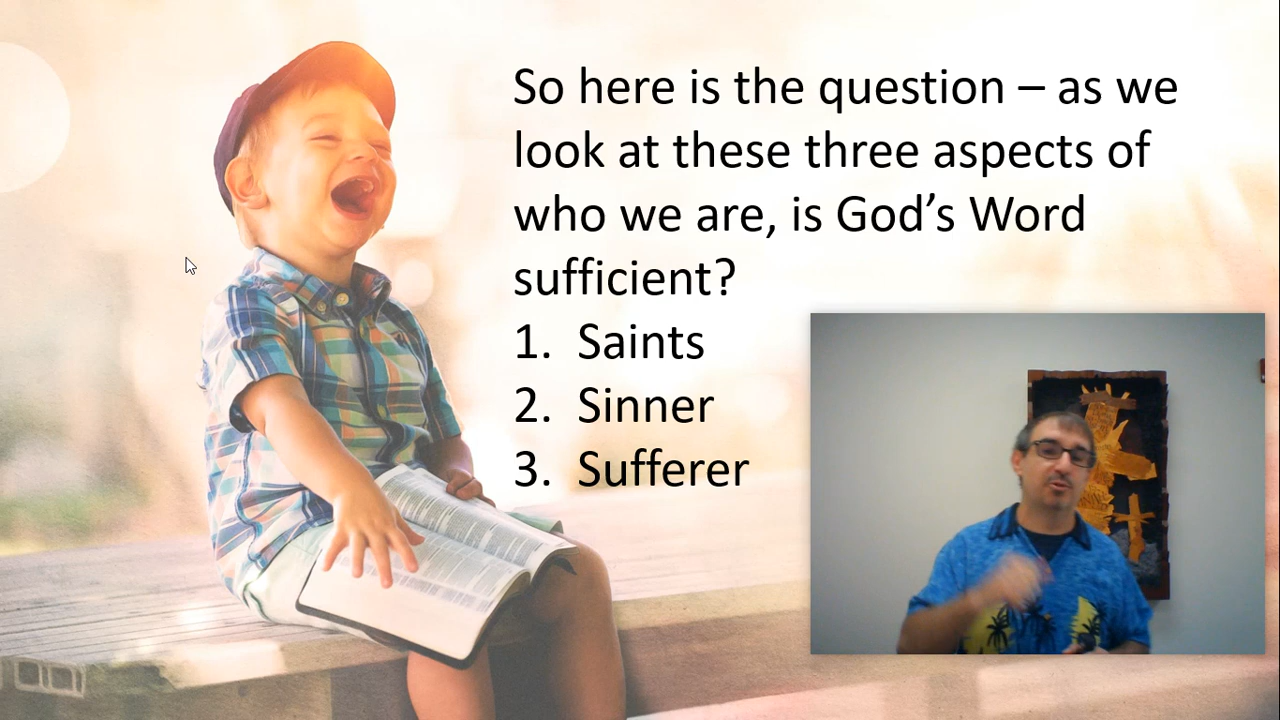 So here is the question – as we
look at these three aspects of
who we are, is God’s Word
sufficient?
1. Saints
2. Sinner
3. Sufferer